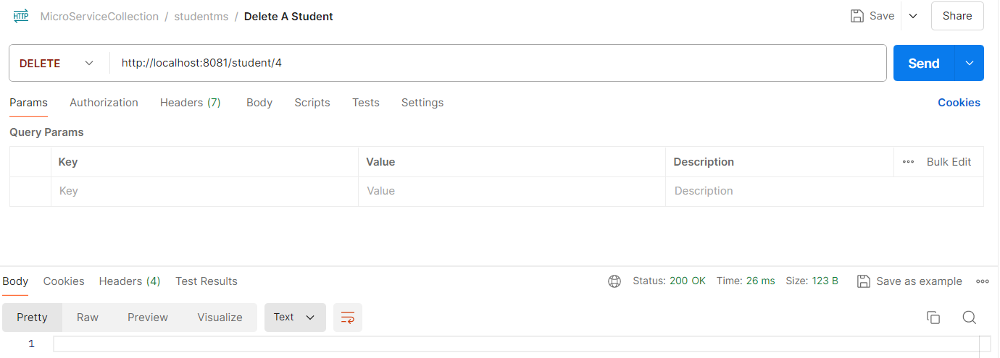 HTTP MicroServiceCollection / studentms / Delete A Student Save Share
DELETE http://localhost:8081/student/4 Send
Params Authorization Headers (7) Body Scripts Tests Settings Cookies
Query Params
Key Value Description Bulk Edit
Key Value Description
Body Cookies Headers (4) Test Results Status: 200 OK Time: 26 ms Size: 123 B Save as example
Pretty Raw Preview Visualize Text
1